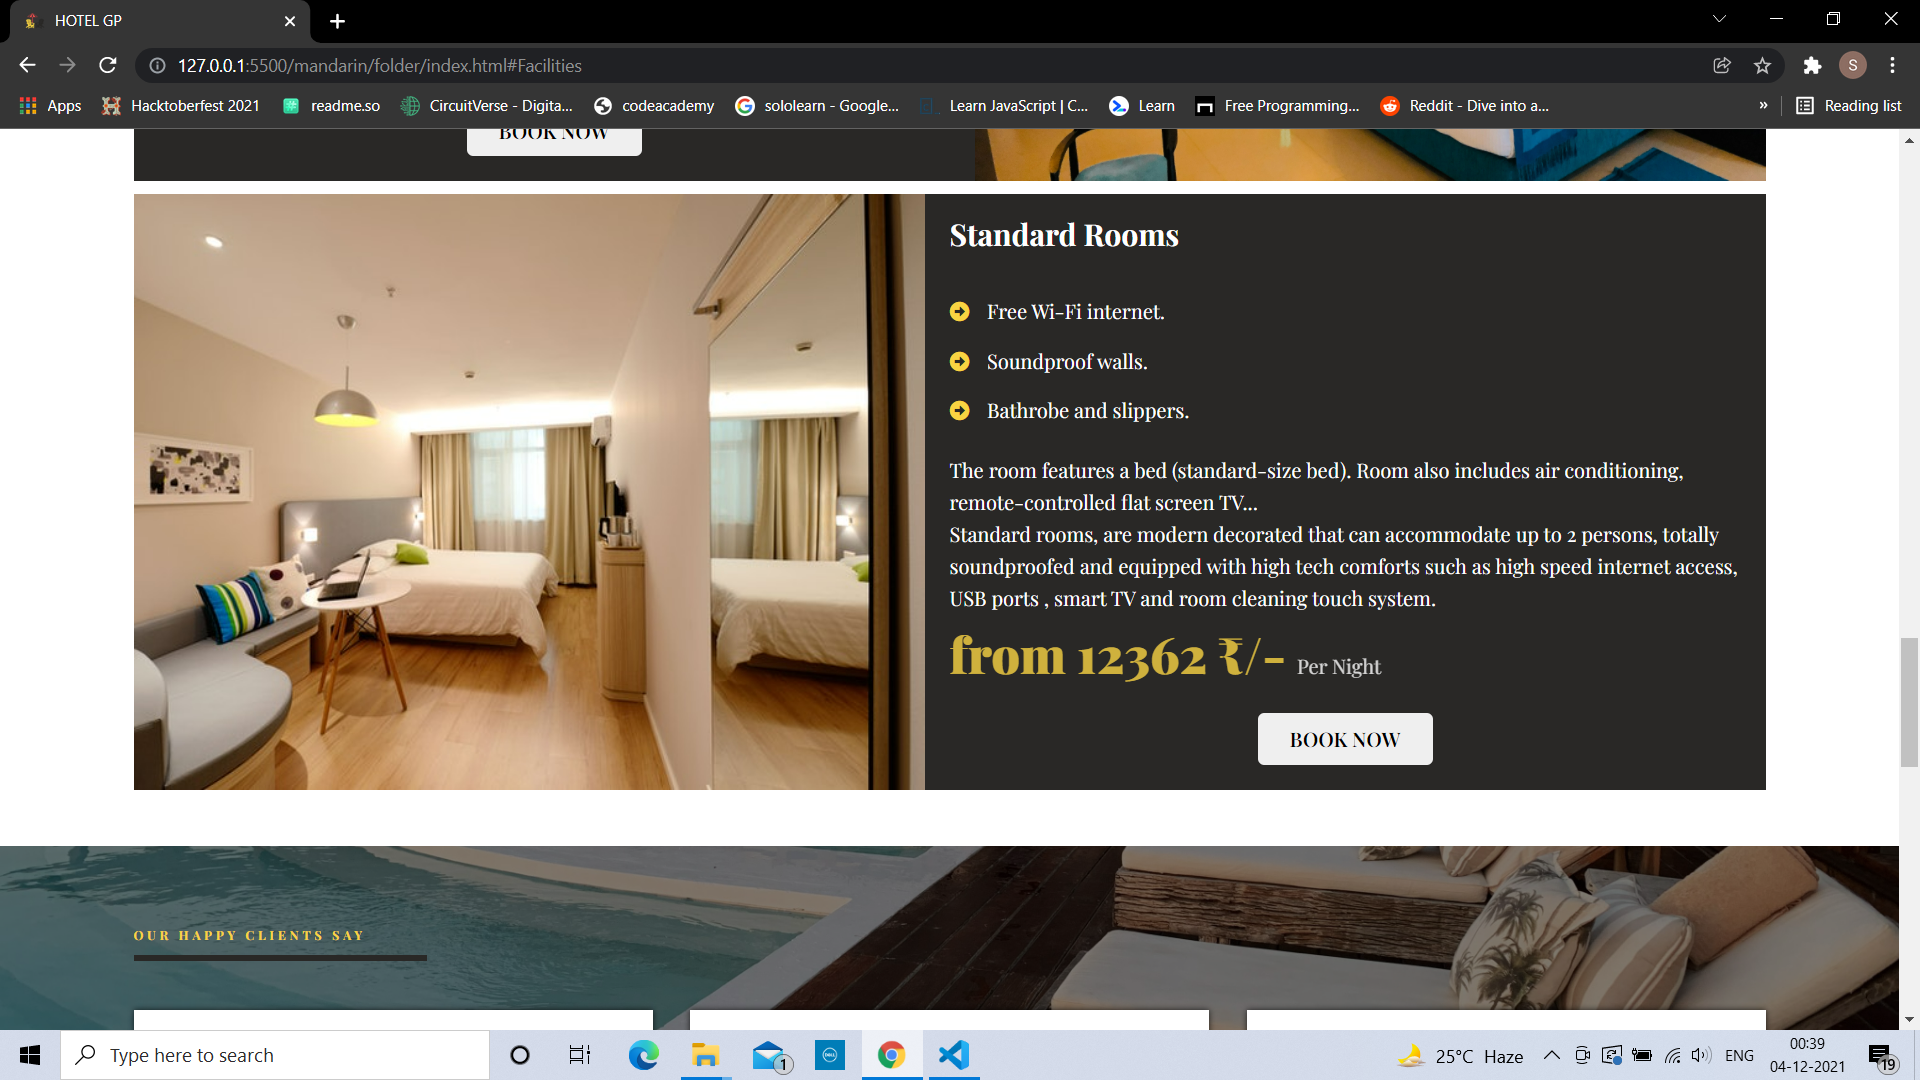 HOTEL GP
127.0.0.1:5500/mandarin/folder/index.html#Facilities
S
Apps
Hacktoberfest 2021
readme.so
CircuitVerse - Digita...
codeacademy
sololearn - Google...
Learn JavaScript | C...
Learn
Free Programming...
Reddit - Dive into a...
»
Reading list
BOOK NOW
Standard Rooms
Free Wi-Fi internet.
Soundproof walls.
Bathrobe and slippers.
The room features a bed (standard-size bed). Room also includes air conditioning,
remote-controlled flat screen TV...
Standard rooms, are modern decorated that can accommodate up to 2 persons, totally
soundproofed and equipped with high tech comforts such as high speed internet access,
USB ports , smart TV and room cleaning touch system.
from 12362 ₹/- Per Night
BOOK NOW
OUR HAPPY CLIENTS SAY
Type here to search
1
DELL
25°C Haze
ENG
00:39
04-12-2021
19